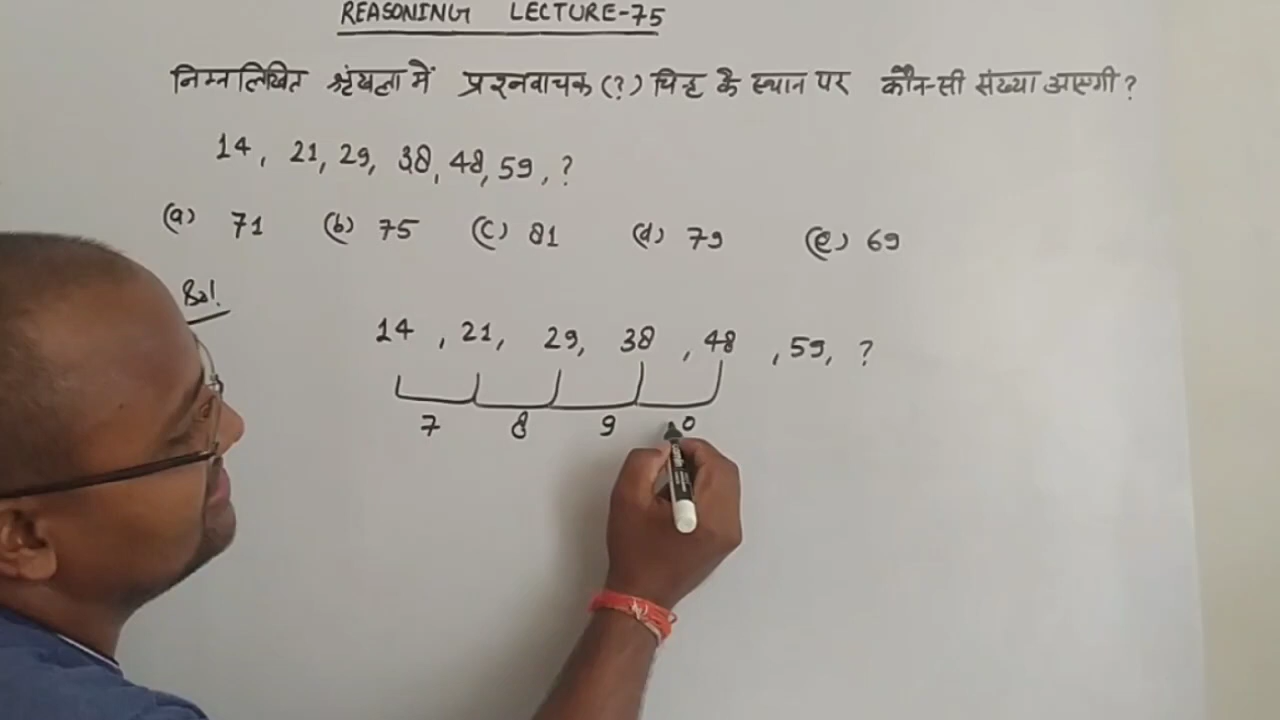 REASONING LECTURE-75
निम्नलिखित श्रृंखला में प्रश्नवाचक (?) चिन्ह के स्थान पर कौन-सी संख्या आएगी ?
14, 21, 29, 38, 48, 59, ?
(a) 71 (b) 75 (c) 81 (d) 79 (e) 69
Sol.
14, 21, 29, 38, 48, 59, ?
7 8 9 0